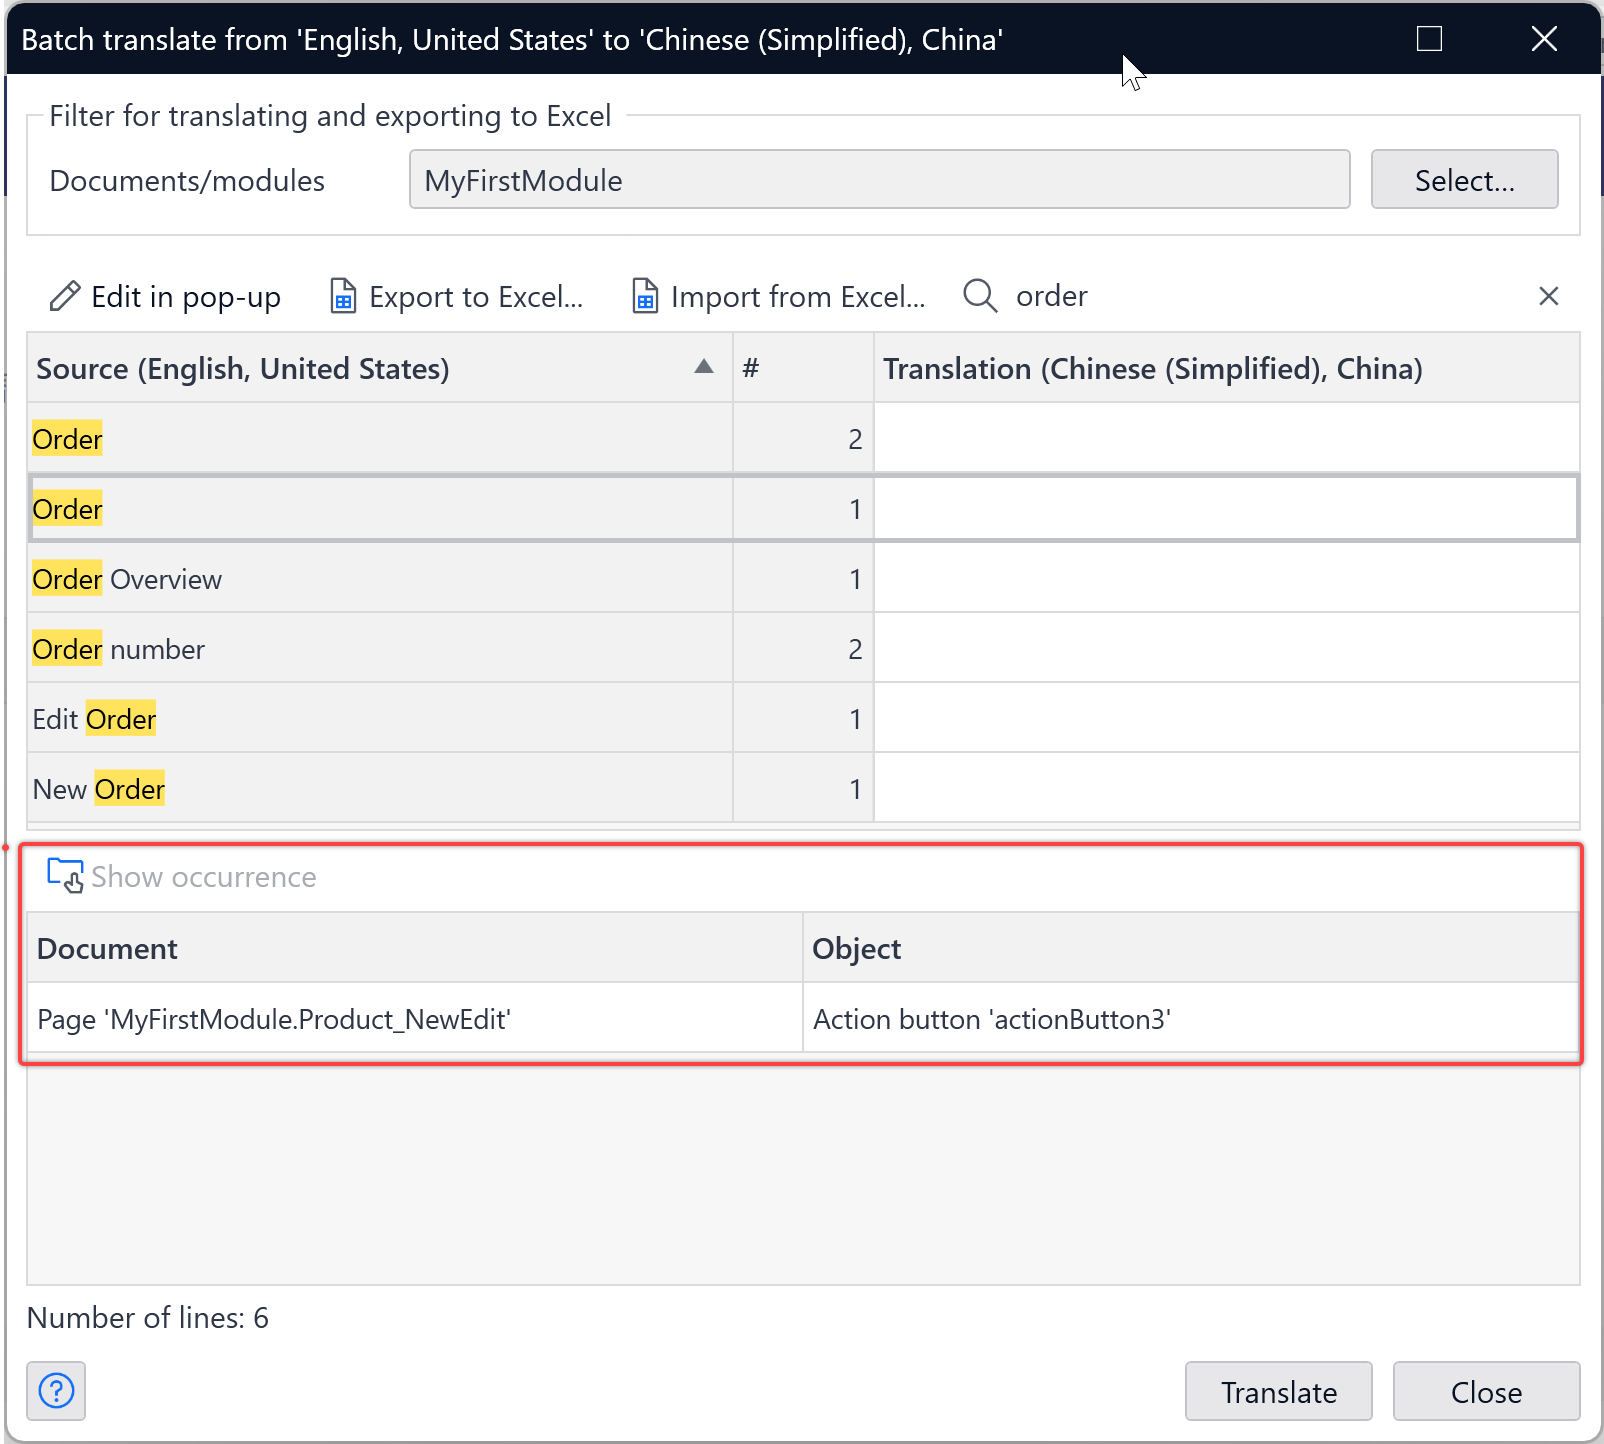 Batch translate from 'English, United States' to 'Chinese (Simplified), China'
Filter for translating and exporting to Excel
Documents/modules MyFirstModule Select...
Edit in pop-up Export to Excel... Import from Excel... order
Source (English, United States) # Translation (Chinese (Simplified), China)
Order 2
Order 1
Order Overview 1
Order number 2
Edit Order 1
New Order 1
Show occurrence
Document Object
Page 'MyFirstModule.Product_NewEdit' Action button 'actionButton3'
Number of lines: 6
? Translate Close